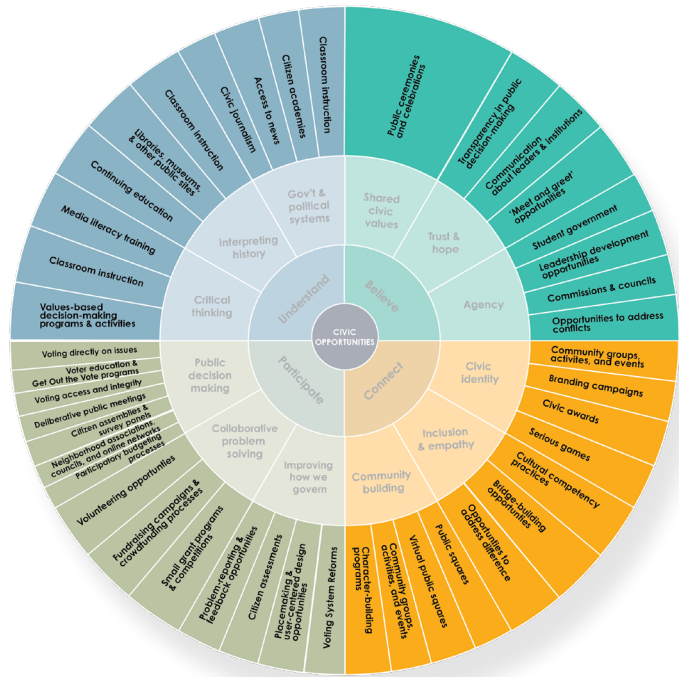 CIVIC
OPPORTUNITIES
Understand
Believe
Connect
Participate
Critical
thinking
Interpreting
history
Gov't &
political
systems
Shared
civic
values
Trust &
hope
Agency
Civic
identity
Inclusion
& empathy
Community
building
Improving
how we
govern
Collaborative
problem
solving
Public
decision
making
Values-based
decision-making
programs & activities
Classroom instruction
Media literacy training
Continuing education
Libraries, museums,
& other public sites
Classroom instruction
Civic journalism
Access to news
Citizen academies
Classroom instruction
Public ceremonies
and celebrations
Transparency in public
decision-making
Communication
about leaders & institutions
'Meet and greet'
opportunities
Student government
Leadership development
opportunities
Commissions & councils
Opportunities to address
conflicts
Community groups,
activites, and events
Branding campaigns
Civic awards
Serious games
Cultural competency
practices
Bridge-building
opportunities
Opportunities to
address difference
Public squares
Virtual public squares
Community groups,
activities, and events
Character-building
programs
Voting System Reforms
Placemaking &
user-centered design
opportunities
Citizen assessments
Problem-reporting &
feedback opportunities
Small grant programs
& competitions
Fundraising campaigns &
crowdfunding processes
Volunteering opportunties
Participatory budgeting
processes
Neighborhood associations,
councils, and online networks
Citizen assemblies &
survey panels
Deliberative public meetings
Voting access and integrity
Voter education &
Get Out the Vote programs
Voting directly on issues